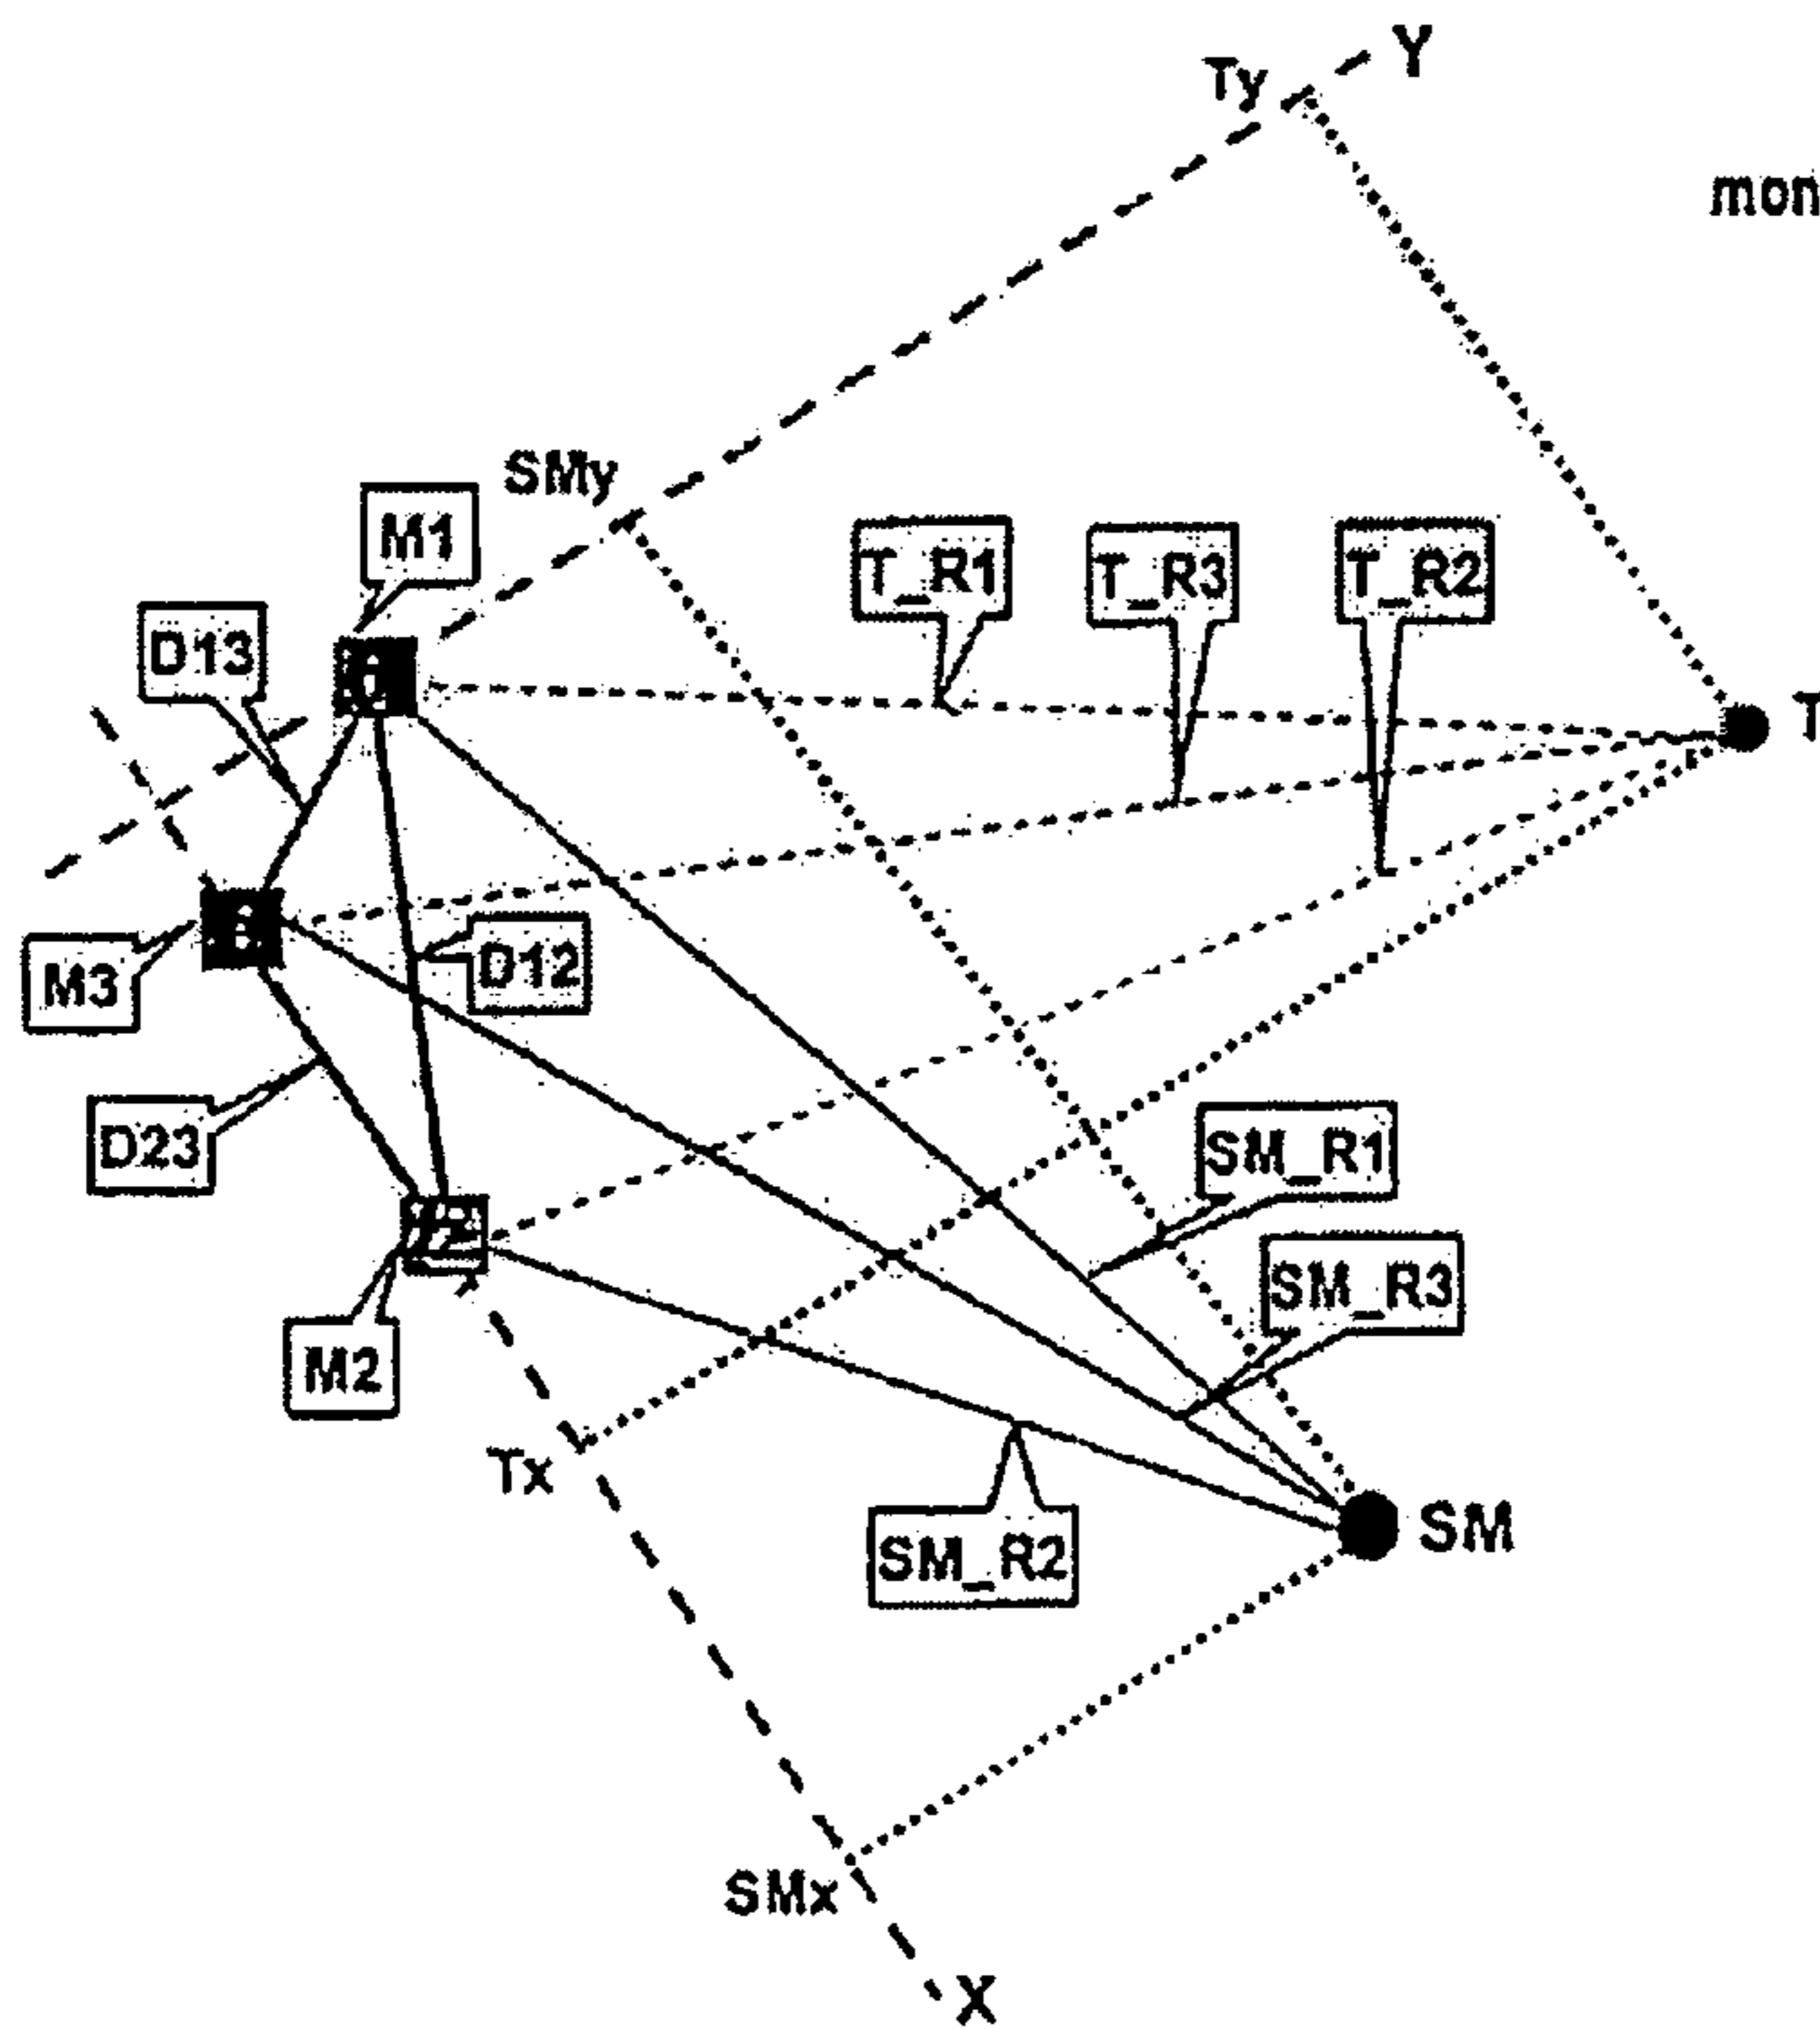 Y
Ty
mon
SMy
M1
T_R1
T_R3
T_R2
D13
T
D12
M3
D23
SM_R1
SM_R3
M2
Tx
SM
SM_R2
SMx
X